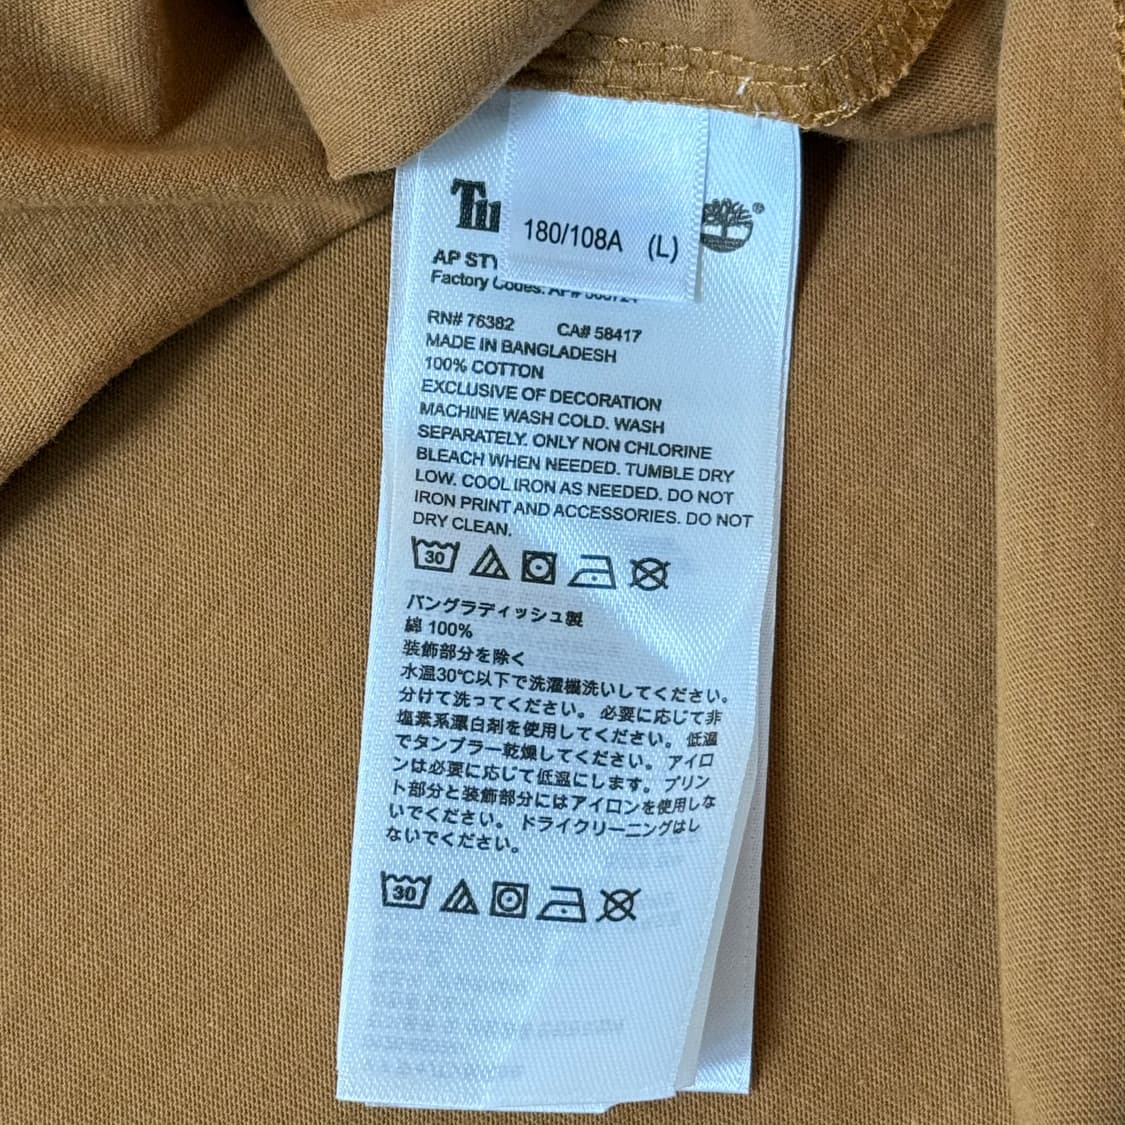 180/108A (L)
AP
Factory Codes: AP#
RN# 76382 CA# 58417
MADE IN BANGLADESH
100% COTTON
EXCLUSIVE OF DECORATION
MACHINE WASH COLD. WASH
SEPARATELY. ONLY NON CHLORINE
BLEACH WHEN NEEDED. TUMBLE DRY
LOW. COOL IRON AS NEEDED. DO NOT
IRON PRINT AND ACCESSORIES. DO NOT
DRY CLEAN.
30
バングラディッシュ製
綿 100%
装飾部分を除く
水温30℃以下で洗濯機洗いしてください。
分けて洗ってください。 必要に応じて非
塩素系漂白剤を使用してください。 低温
でタンブラー乾燥してください。 アイロ
ンは必要に応じて低温にします。 プリン
ト部分と装飾部分にはアイロンを使用しな
いでください。 ドライクリーニングはし
ないでください。
30